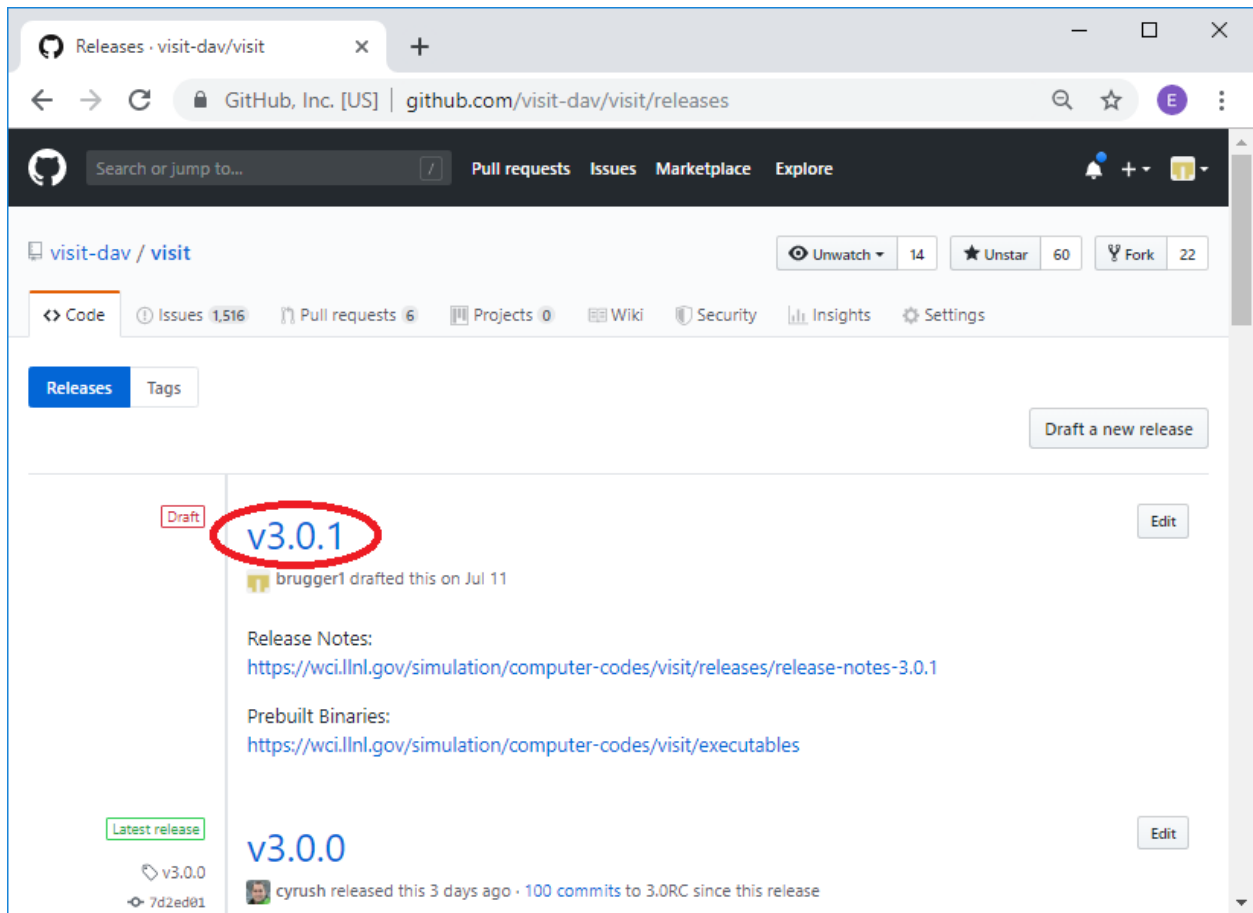 Releases · visit-dav/visit
GitHub, Inc. [US] | github.com/visit-dav/visit/releases
E
Search or jump to... /
Pull requests Issues Marketplace Explore
visit-dav / visit
Unwatch 14 Unstar 60 Fork 22
Code Issues 1,516 Pull requests 6 Projects 0 Wiki Security Insights Settings
Releases Tags
Draft a new release
Draft
v3.0.1
Edit
brugger1 drafted this on Jul 11
Release Notes:
https://wci.llnl.gov/simulation/computer-codes/visit/releases/release-notes-3.0.1
Prebuilt Binaries:
https://wci.llnl.gov/simulation/computer-codes/visit/executables
Latest release
v3.0.0
Edit
v3.0.0
cyrush released this 3 days ago · 100 commits to 3.0RC since this release
7d2ed01